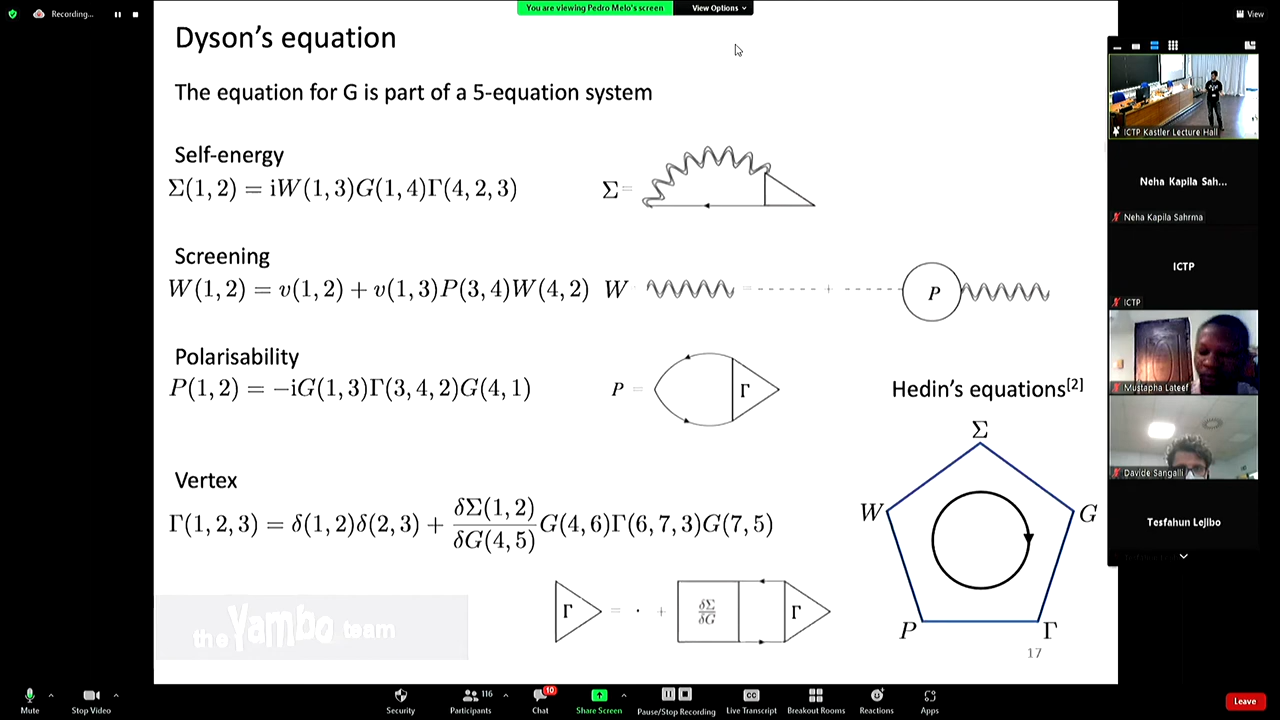 Recording...
You are viewing Pedro Melo's screen
View Options
View
Dyson's equation
The equation for G is part of a 5-equation system
Self-energy
Σ(1, 2) = iW(1, 3)G(1, 4)Γ(4, 2, 3)
Σ =
Screening
W(1, 2) = v(1, 2) + v(1, 3)P(3, 4)W(4, 2)
W = + P
Polarisability
P(1, 2) = −iG(1, 3)Γ(3, 4, 2)G(4, 1)
P = Γ
Vertex
Γ(1, 2, 3) = δ(1, 2)δ(2, 3) + δΣ(1, 2)/δG(4, 5) G(4, 6)Γ(6, 7, 3)G(7, 5)
Γ = · + δΣ/δG Γ
Hedin's equations[2]
Σ
W
G
P
Γ
17
the Yambo team
ICTP Kastler Lecture Hall
Neha Kapila Sah...
Neha Kapila Sahrma
ICTP
ICTP
Mustapha Lateef
Davide Sangalli
Tesfahun Lejibo
Mute
Stop Video
Security
116
Participants
10
Chat
Share Screen
Pause/Stop Recording
CC
Live Transcript
Breakout Rooms
Reactions
Apps
Leave